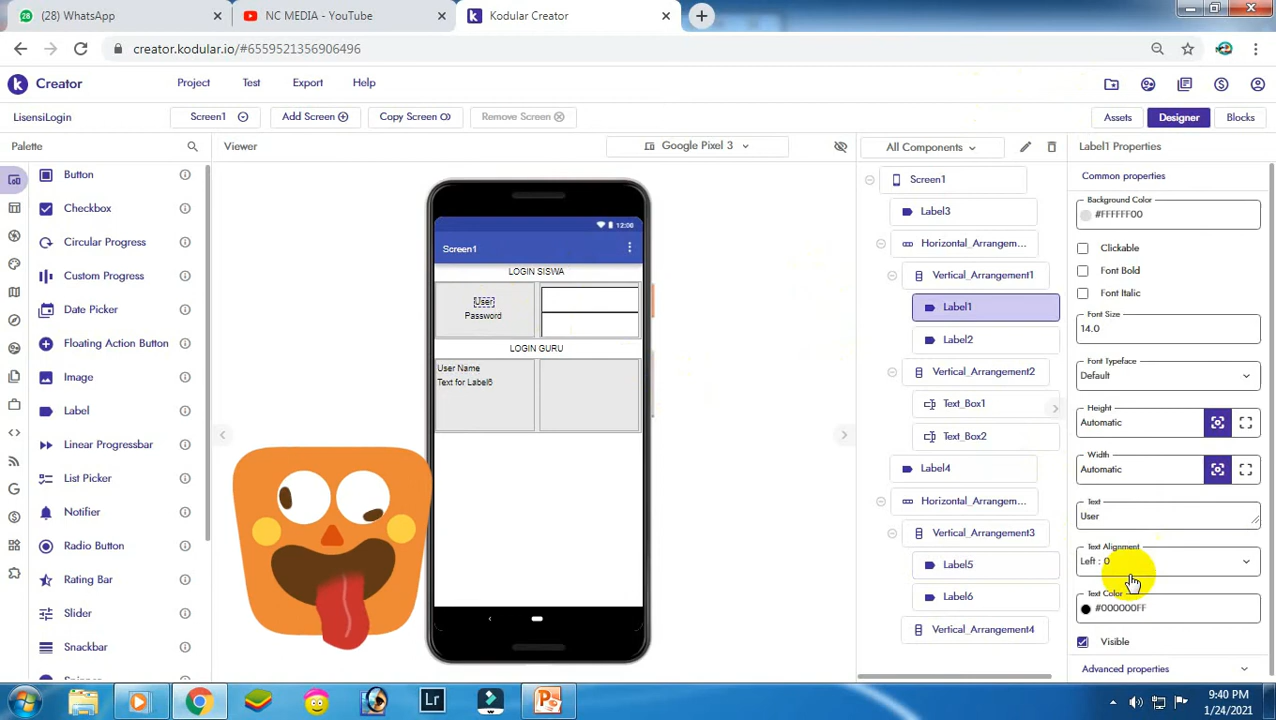 (28) WhatsApp
NC MEDIA - YouTube
Kodular Creator
creator.kodular.io/#6559521356906496
Creator
Project
Export
Test
Help
LisensiLogin
Screen1
Add Screen
Copy Screen
Remove Screen
Assets
Designer
Blocks
Palette
Viewer
Google Pixel 3
All Components
Label1 Properties
Button
Checkbox
Circular Progress
Custom Progress
Date Picker
Floating Action Button
Image
Label
Linear Progressbar
List Picker
Notifier
Radio Button
Rating Bar
Slider
Snackbar
12:00
Screen1
LOGIN SISWA
User
Password
LOGIN GURU
User Name
Text for Label6
Screen1
Label3
Horizontal_Arrangem...
Vertical_Arrangement1
Label1
Label2
Vertical_Arrangement2
Text_Box1
Text_Box2
Label4
Horizontal_Arrangem...
Vertical_Arrangement3
Label5
Label6
Vertical_Arrangement4
Common properties
Background Color
#FFFFFF00
Clickable
Font Bold
Font Italic
Font Size
14.0
Font Typeface
Default
Height
Automatic
Width
Automatic
Text
User
Text Alignment
Left : 0
Text Color
#000000FF
Visible
Advanced properties
Lr
9:40 PM
1/24/2021